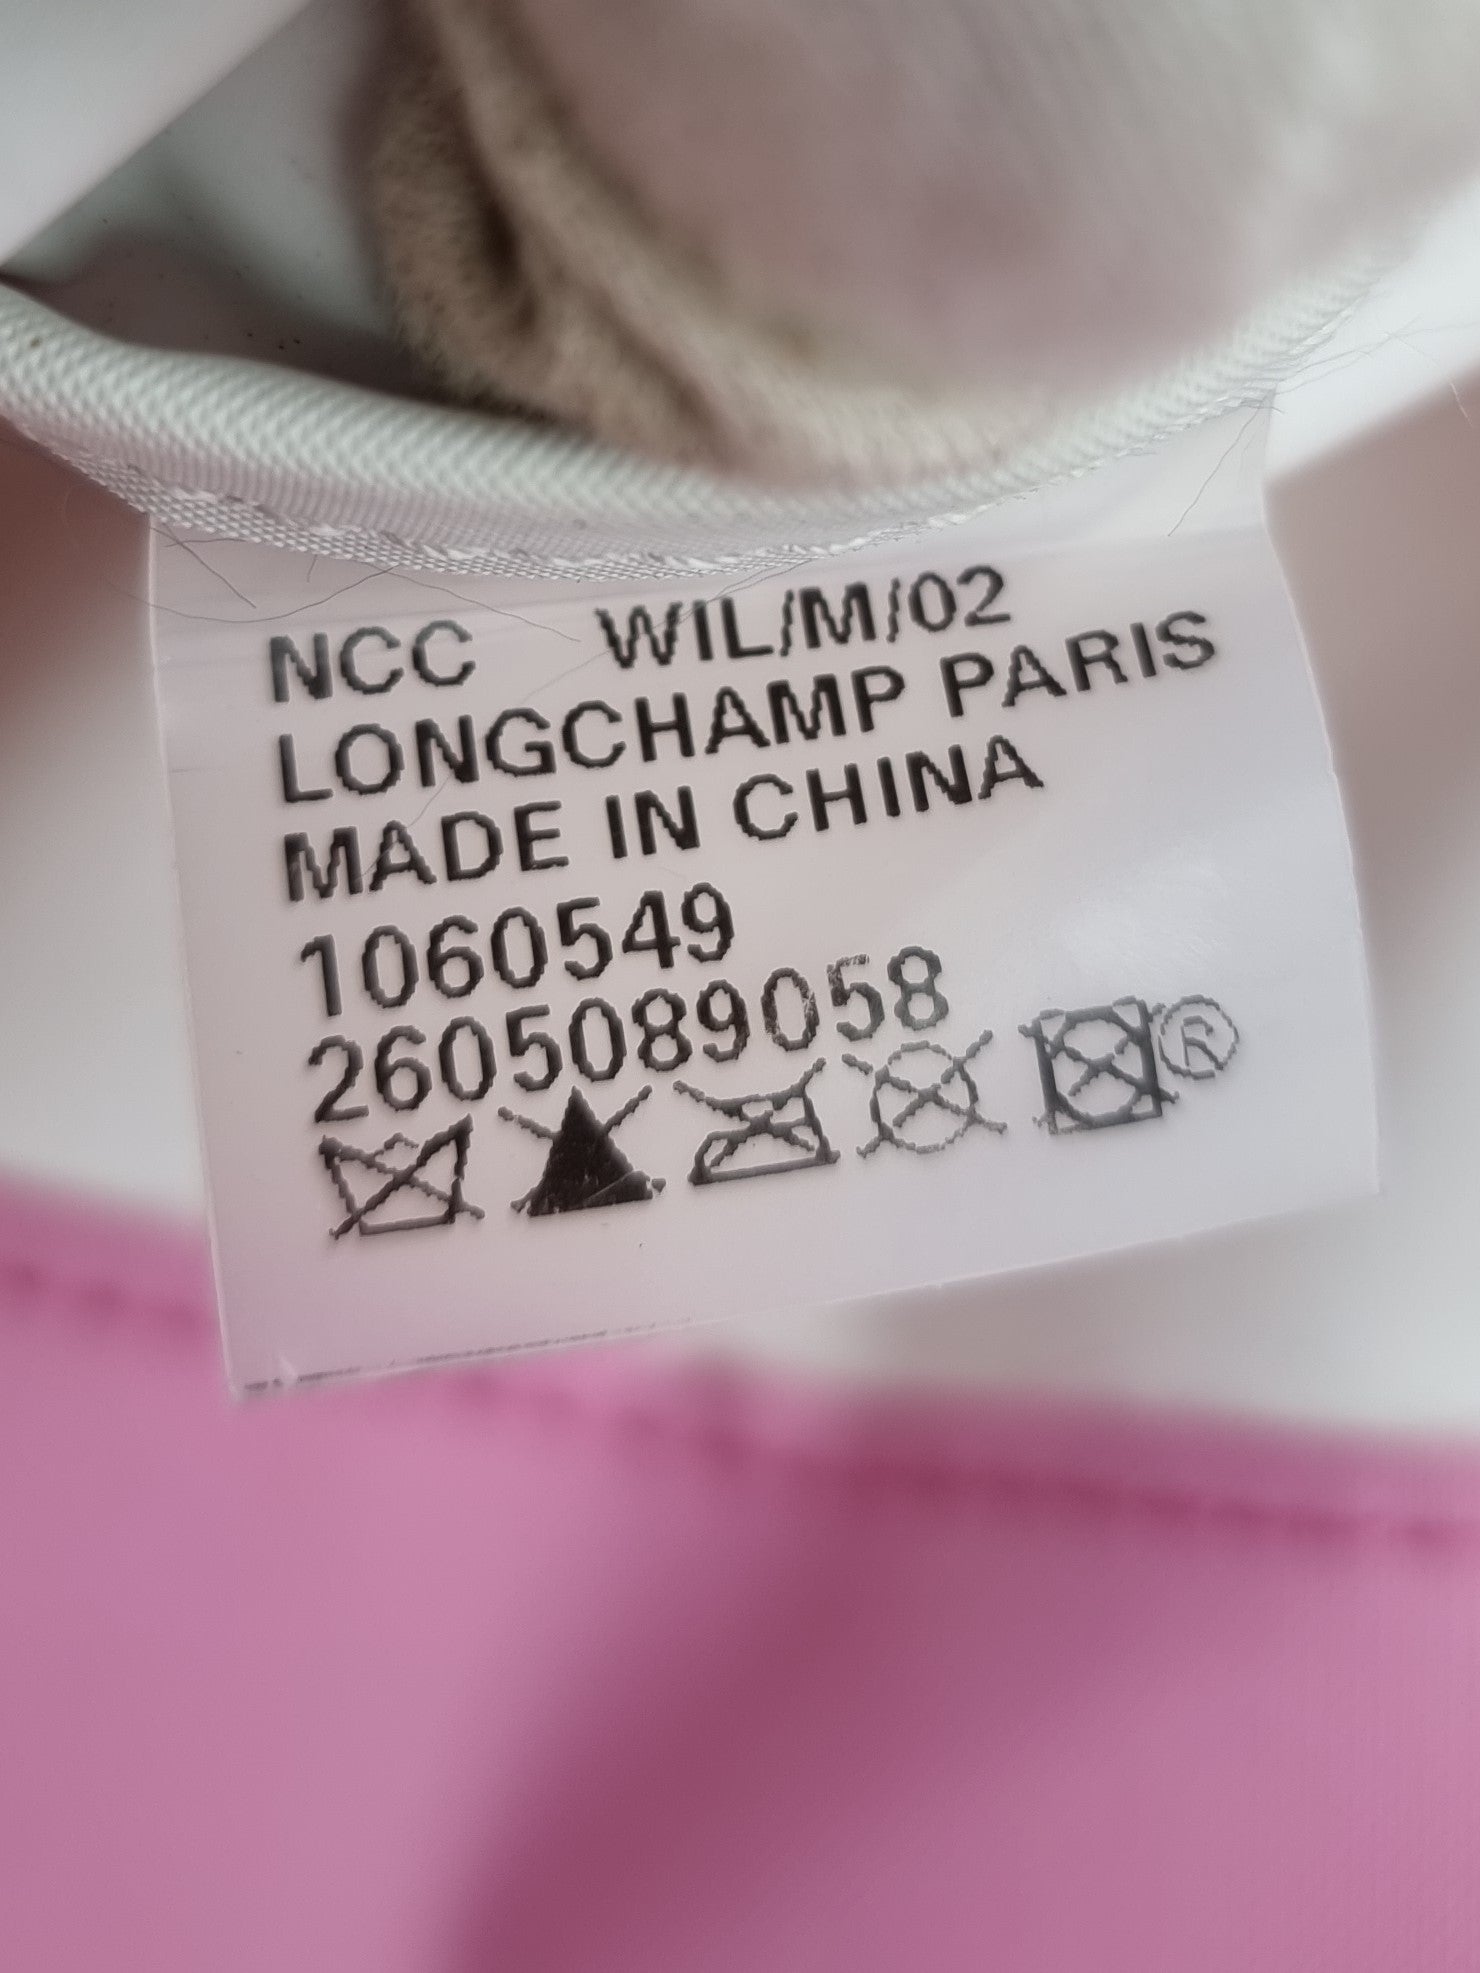 NCC WIL/M/02
LONGCHAMP PARIS
MADE IN CHINA
1060549
2605089058
®